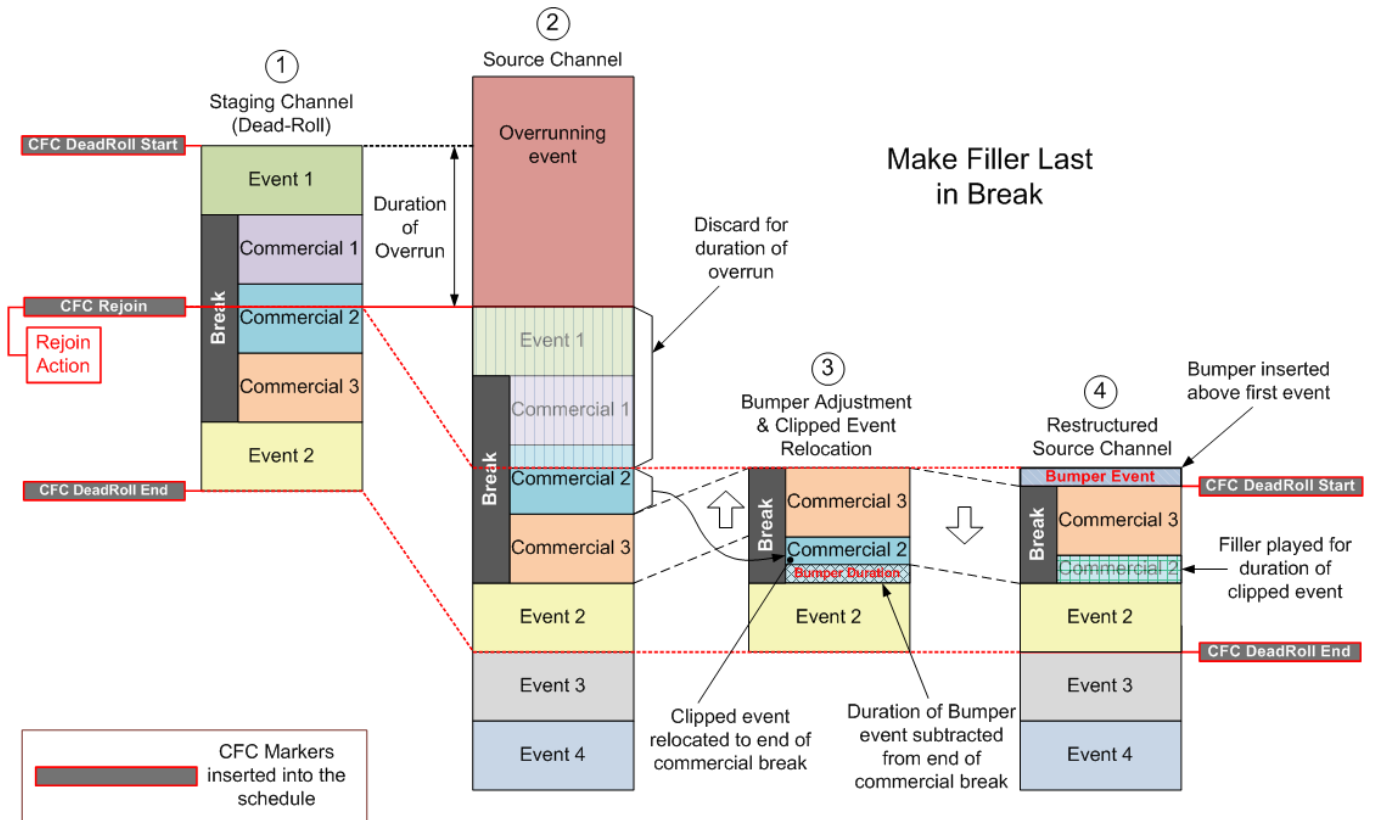 1
Staging Channel
(Dead-Roll)
CFC DeadRoll Start
Event 1
Break
Commercial 1
CFC Rejoin
Rejoin
Action
Commercial 2
Commercial 3
Event 2
CFC DeadRoll End
Duration
of
Overrun
2
Source Channel
Overrunning
event
Discard for
duration of
overrun
Event 1
Break
Commercial 1
Commercial 2
Commercial 3
Event 2
Event 3
Event 4
Make Filler Last
in Break
3
Bumper Adjustment
& Clipped Event
Relocation
Break
Commercial 3
Commercial 2
Bumper Duration
Event 2
Clipped event
relocated to end of
commercial break
Duration of Bumper
event subtracted
from end of
commercial break
4
Restructured
Source Channel
Bumper inserted
above first event
Bumper Event
CFC DeadRoll Start
Break
Commercial 3
Commercial 2
Filler played for
duration of
clipped event
Event 2
CFC DeadRoll End
Event 3
Event 4
CFC Markers
inserted into the
schedule